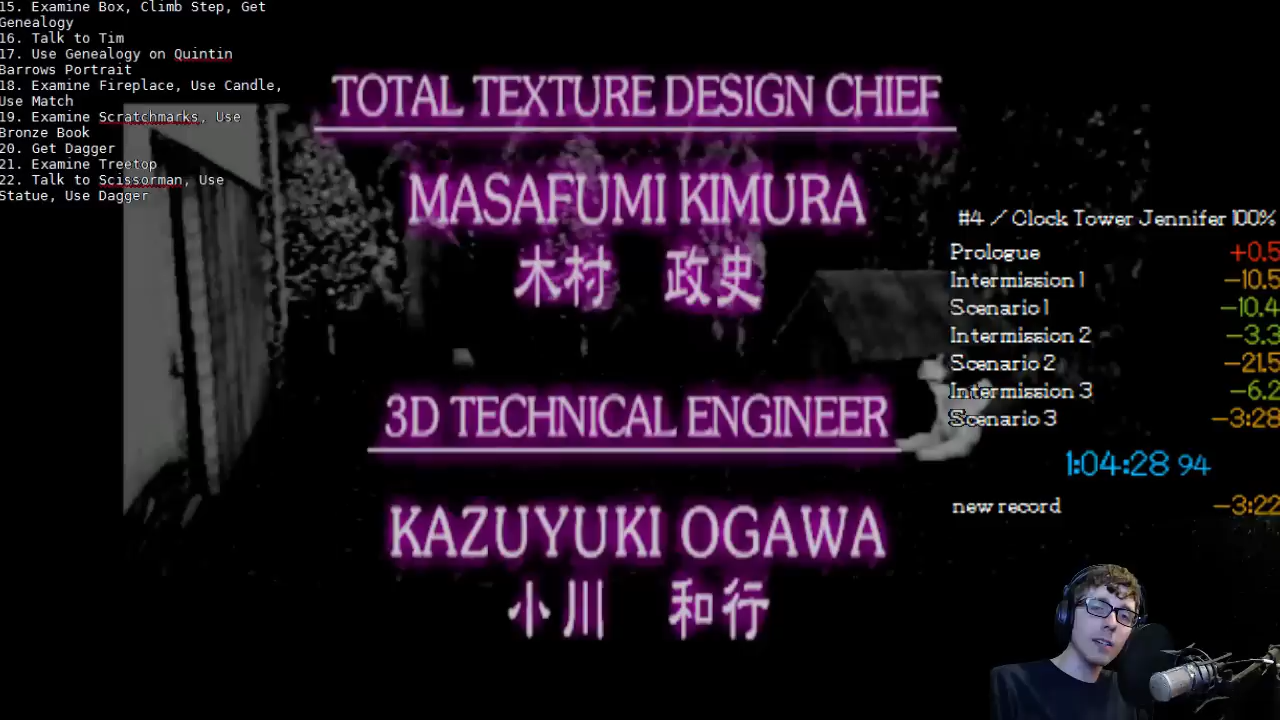 15. Examine Box, Climb Step, Get
Genealogy
16. Talk to Tim
17. Use Genealogy on Quintin
Barrows Portrait
18. Examine Fireplace, Use Candle,
Use Match
19. Examine Scratchmarks, Use
Bronze Book
20. Get Dagger
21. Examine Treetop
22. Talk to Scissorman, Use
Statue, Use Dagger
TOTAL TEXTURE DESIGN CHIEF
MASAFUMI KIMURA
木村 政史
3D TECHNICAL ENGINEER
KAZUYUKI OGAWA
小川 和行
#4 / Clock Tower Jennifer 100%
Prologue +0.5
Intermission 1 −10.5
Scenario 1 −10.4
Intermission 2 −3.3
Scenario 2 −21.5
Intermission 3 −6.2
Scenario 3 −3:28
1:04:28 94
new record −3:22